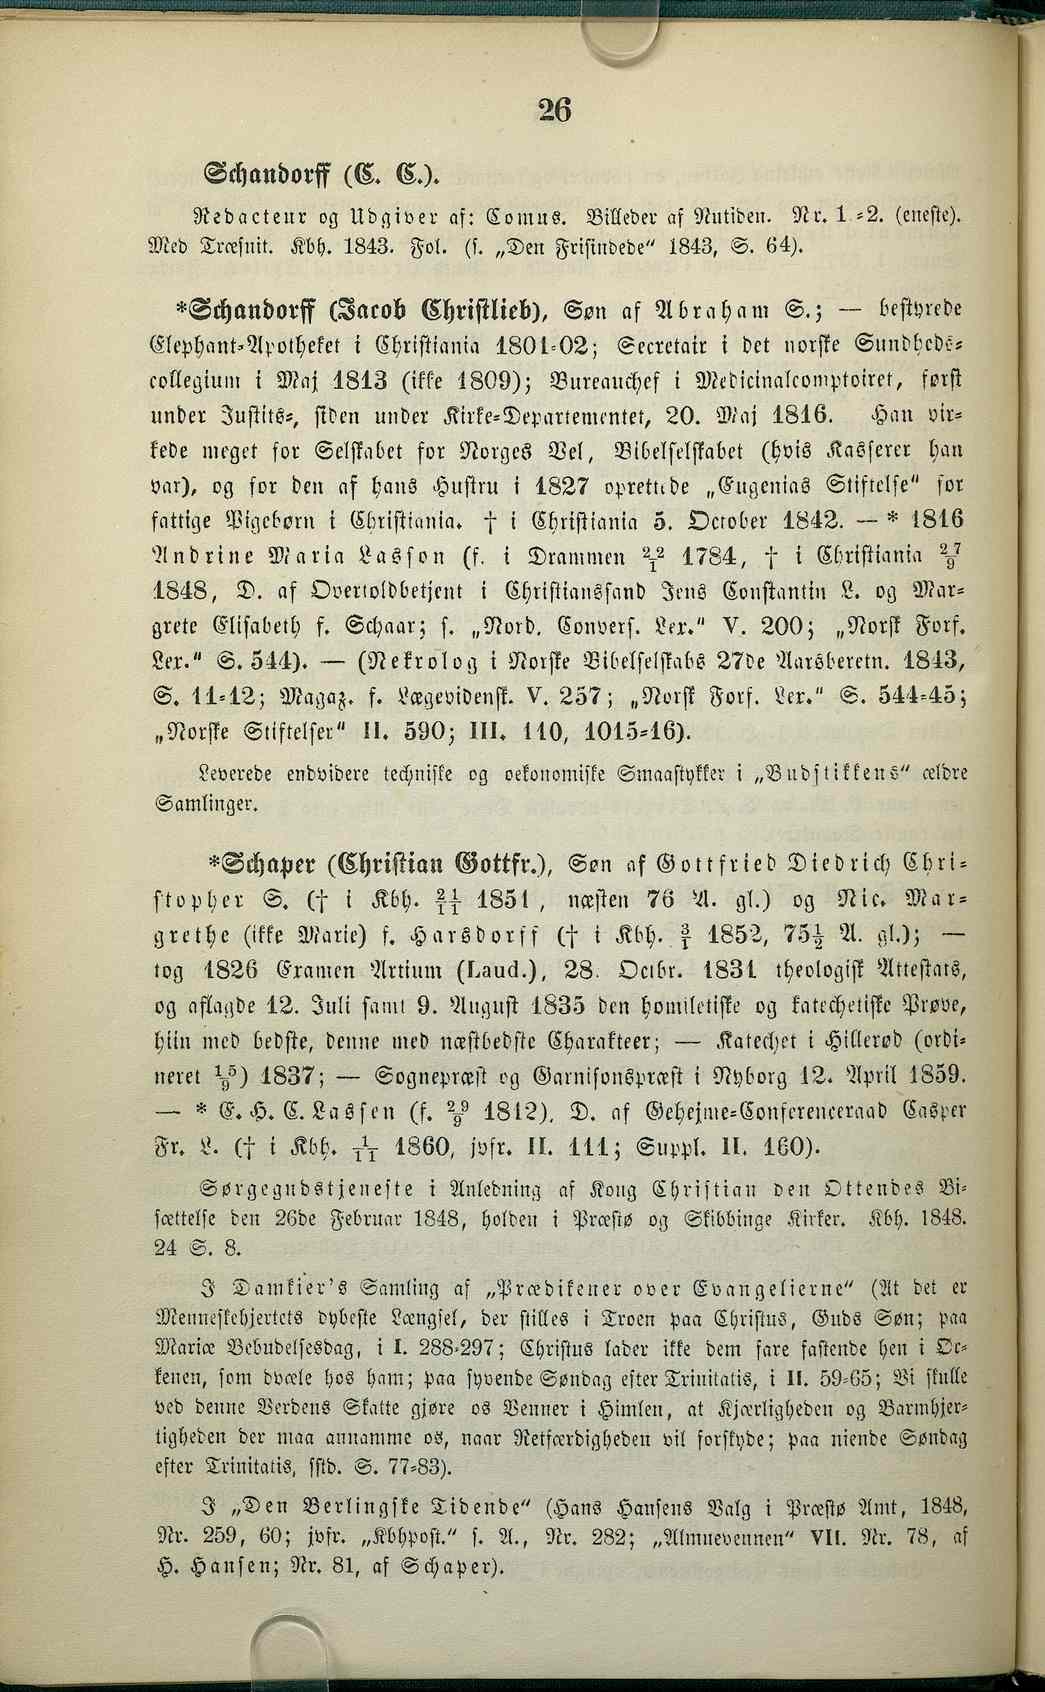 26
Schandorff (C. C.).
Redacteur og Udgiver af: Comus. Billeder af Nutiden. Nr. 1-2. (eneste).
Med Træsnit. Kbh. 1843. Fol. (s. „Den Frisindede“ 1843, S. 64).
*Schandorff (Jacob Christlieb), Søn af Abraham S.; — bestyrede
Elephant-Apotheket i Christiania 1801-02; Secretair i det norske Sundheds-
collegium i Maj 1813 (ikke 1809); Bureauchef i Medicinalcomptoiret, først
under Justits-, siden under Kirke-Departementet, 20. Maj 1816. Han vir-
kede meget for Selskabet for Norges Vel, Bibelselskabet (hvis Kasserer han
var), og for den af hans Hustru i 1827 oprettede „Eugenias Stiftelse“ for
fattige Pigebørn i Christiania. † i Christiania 5. October 1842. — * 1816
Andrine Maria Lasson (f. i Drammen 22/1 1784, † i Christiania 27/9
1848, D. af Overtoldbetjent i Christianssand Jens Constantin L. og Mar-
grete Elisabeth f. Schaar; s. „Nord. Convers. Lex.“ V. 200; „Norsk Forf.
Lex.“ S. 544). — (Nekrolog i Norske Bibelselskabs 27de Aarsberetn. 1843,
S. 11-12; Magaz. f. Lægevidensk. V. 257; „Norsk Forf. Lex.“ S. 544-45;
„Norske Stiftelser“ II. 590; III. 110, 1015-16).
Leverede endvidere techniske og oekonomiske Smaastykker i „Budstikkens“ ældre
Samlinger.
*Schaper (Christian Gottfr.), Søn af Gottfried Diedrich Chri-
stopher S. († i Kbh. 21/11 1851, næsten 76 A. gl.) og Nic. Mar-
grethe (ikke Marie) f. Harsdorff († i Kbh. 3/1 1852, 75½ A. gl.); —
tog 1826 Examen Artium (Laud.), 28. Octbr. 1831 theologisk Attestats,
og aflagde 12. Juli samt 9. August 1835 den homiletiske og katechetiske Prøve,
hiin med bedste, denne med næstbedste Charakteer; — Katechet i Hillerød (ordi-
neret 15/9) 1837; — Sognepræst og Garnisonspræst i Nyborg 12. April 1859.
— * E. H. C. Lassen (f. 29/9 1812), D. af Gehejme-Conferenceraad Casper
Fr. L. († i Kbh. 1/11 1860, jvfr. II. 111; Suppl. II. 160).
Sørgegudstjeneste i Anledning af Kong Christian den Ottendes Bi-
sættelse den 26de Februar 1848, holden i Præstø og Skibbinge Kirker. Kbh. 1848.
24 S. 8.
I Damkier's Samling af „Prædikener over Evangelierne“ (At det er
Menneskehjertets dybeste Længsel, der stilles i Troen paa Christus, Guds Søn; paa
Mariæ Bebudelsesdag, i I. 288-297; Christus lader ikke dem fare fastende hen i Ør-
kenen, som dvæle hos ham; paa syvende Søndag efter Trinitatis, i II. 59-65; Vi skulle
ved denne Verdens Skatte gjøre os Venner i Himlen, at Kjærligheden og Barmhjer-
tigheden der maa annamme os, naar Retfærdigheden vil forskyde; paa niende Søndag
efter Trinitatis, sstd. S. 77-83).
I „Den Berlingske Tidende“ (Hans Hansens Valg i Præstø Amt, 1848,
Nr. 259, 60; jvfr. „Kbhpost.“ s. A., Nr. 282; „Almuevennen“ VII. Nr. 78, af
H. Hansen; Nr. 81, af Schaper).